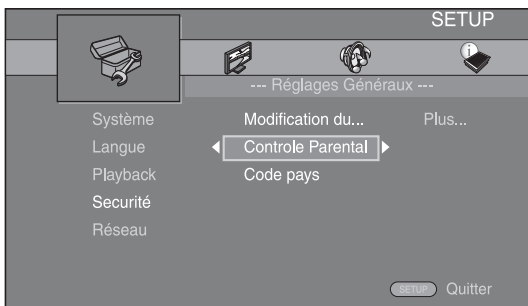 SETUP
--- Réglages Généraux ---
Système
Modification du...
Plus...
Langue
Controle Parental
Playback
Code pays
Securité
Réseau
SETUP Quitter